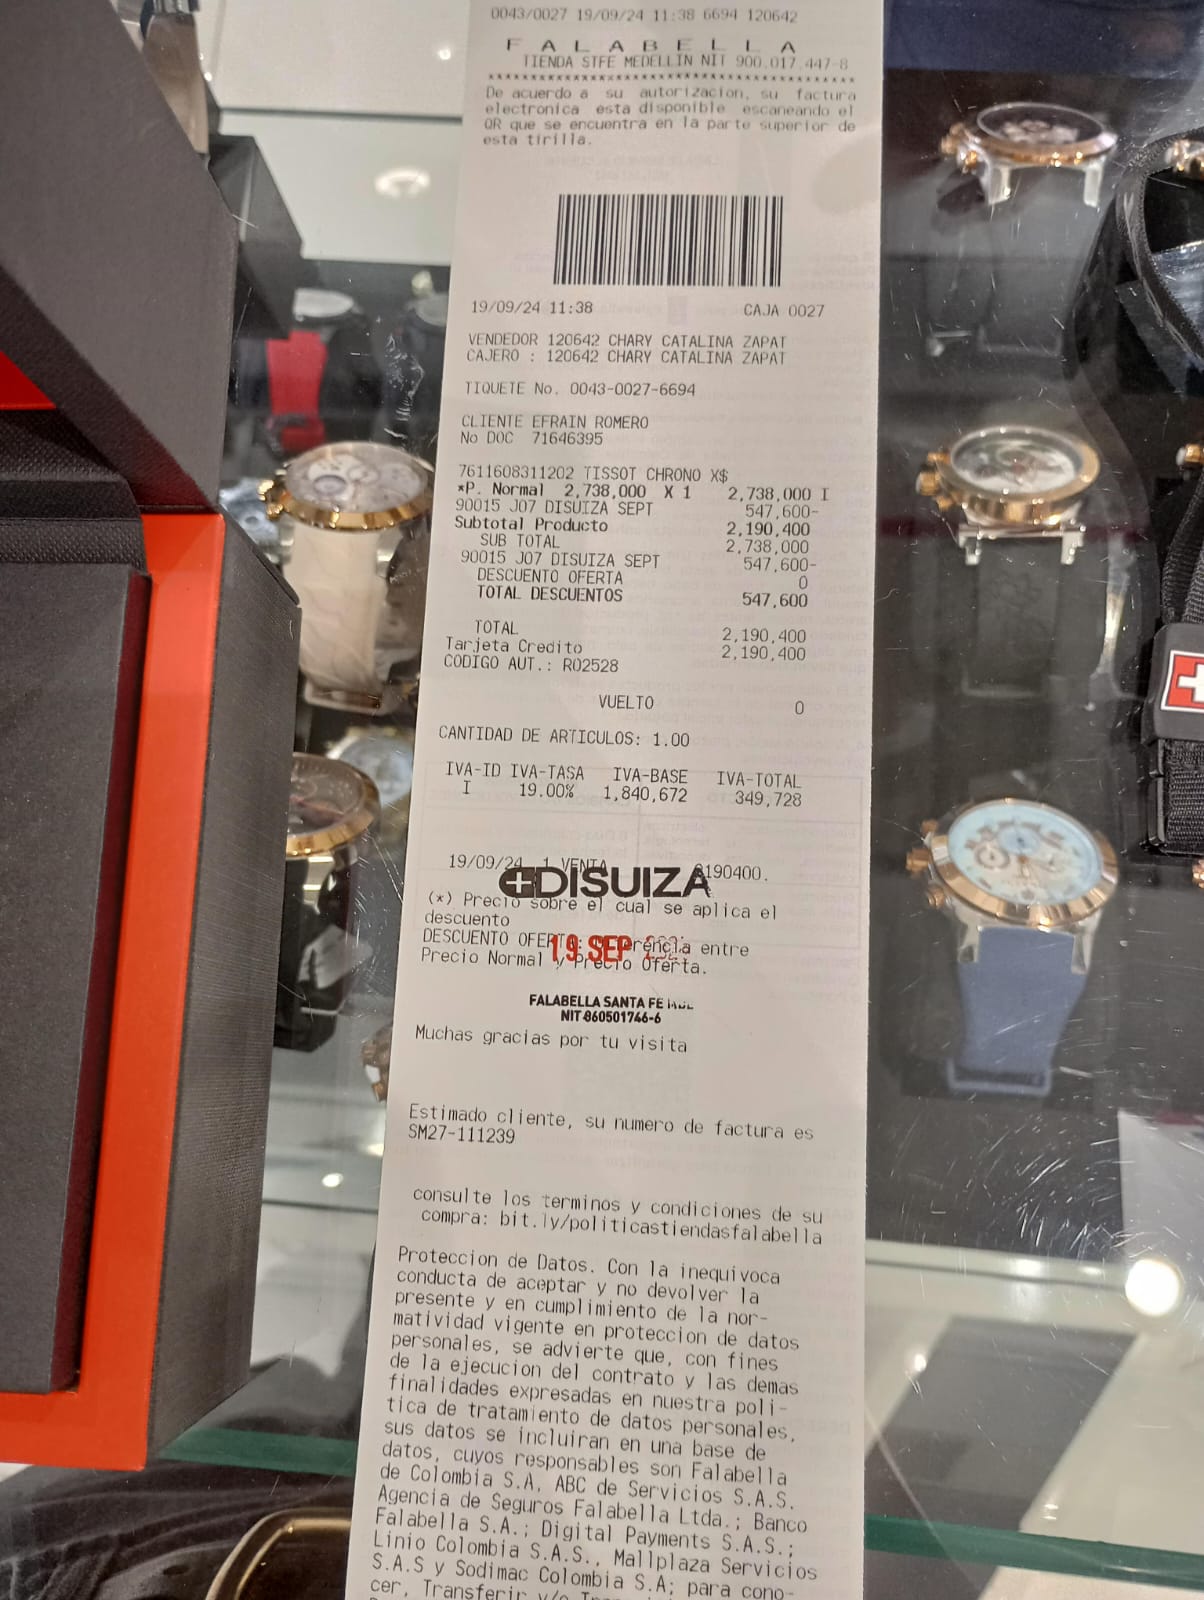 0043/0027 19/09/24 11:38 6694 120642
FALABELLA
TIENDA STFE MEDELLIN NIT 900.017.447-8
De acuerdo a su autorizacion, su factura
electronica esta disponible escaneando el
QR que se encuentra en la parte superior de
esta tirilla.
19/09/24 11:38 CAJA 0027
VENDEDOR 120642 CHARY CATALINA ZAPAT
CAJERO : 120642 CHARY CATALINA ZAPAT
TIQUETE No. 0043-0027-6694
CLIENTE EFRAIN ROMERO
No DOC 71646395
7611608311202 TISSOT CHRONO X$
*P. Normal 2,738,000 X 1 2,738,000 I
90015 J07 DISUIZA SEPT 547,600-
Subtotal Producto 2,190,400
SUB TOTAL 2,738,000
90015 J07 DISUIZA SEPT 547,600-
DESCUENTO OFERTA 0
TOTAL DESCUENTOS 547,600
TOTAL 2,190,400
Tarjeta Credito 2,190,400
CODIGO AUT.: R02528
VUELTO 0
CANTIDAD DE ARTICULOS: 1.00
IVA-ID IVA-TASA IVA-BASE IVA-TOTAL
I 19.00% 1,840,672 349,728
19/09/24 1 VENTA 2190400.
DISUIZA
(*) Precio sobre el cual se aplica el
descuento
DESCUENTO OFERTA: Diferencia entre
19 SEP
Precio Normal y Precio Oferta.
FALABELLA SANTA FE
NIT 860501746-6
Muchas gracias por tu visita
Estimado cliente, su numero de factura es
SM27-111239
consulte los terminos y condiciones de su
compra: bit.ly/politicastiendasfalabella
Proteccion de Datos. Con la inequivoca
conducta de aceptar y no devolver la
presente y en cumplimiento de la nor-
matividad vigente en proteccion de datos
personales, se advierte que, con fines
de la ejecucion del contrato y las demas
finalidades expresadas en nuestra poli-
tica de tratamiento de datos personales,
sus datos se incluiran en una base de
datos, cuyos responsables son Falabella
de Colombia S.A, ABC de Servicios S.A.S.
Agencia de Seguros Falabella Ltda.; Banco
Falabella S.A.; Digital Payments S.A.S.;
Linio Colombia S.A.S., Mallplaza Servicios
S.A.S y Sodimac Colombia S.A; para cono-
cer, Transferir y/o